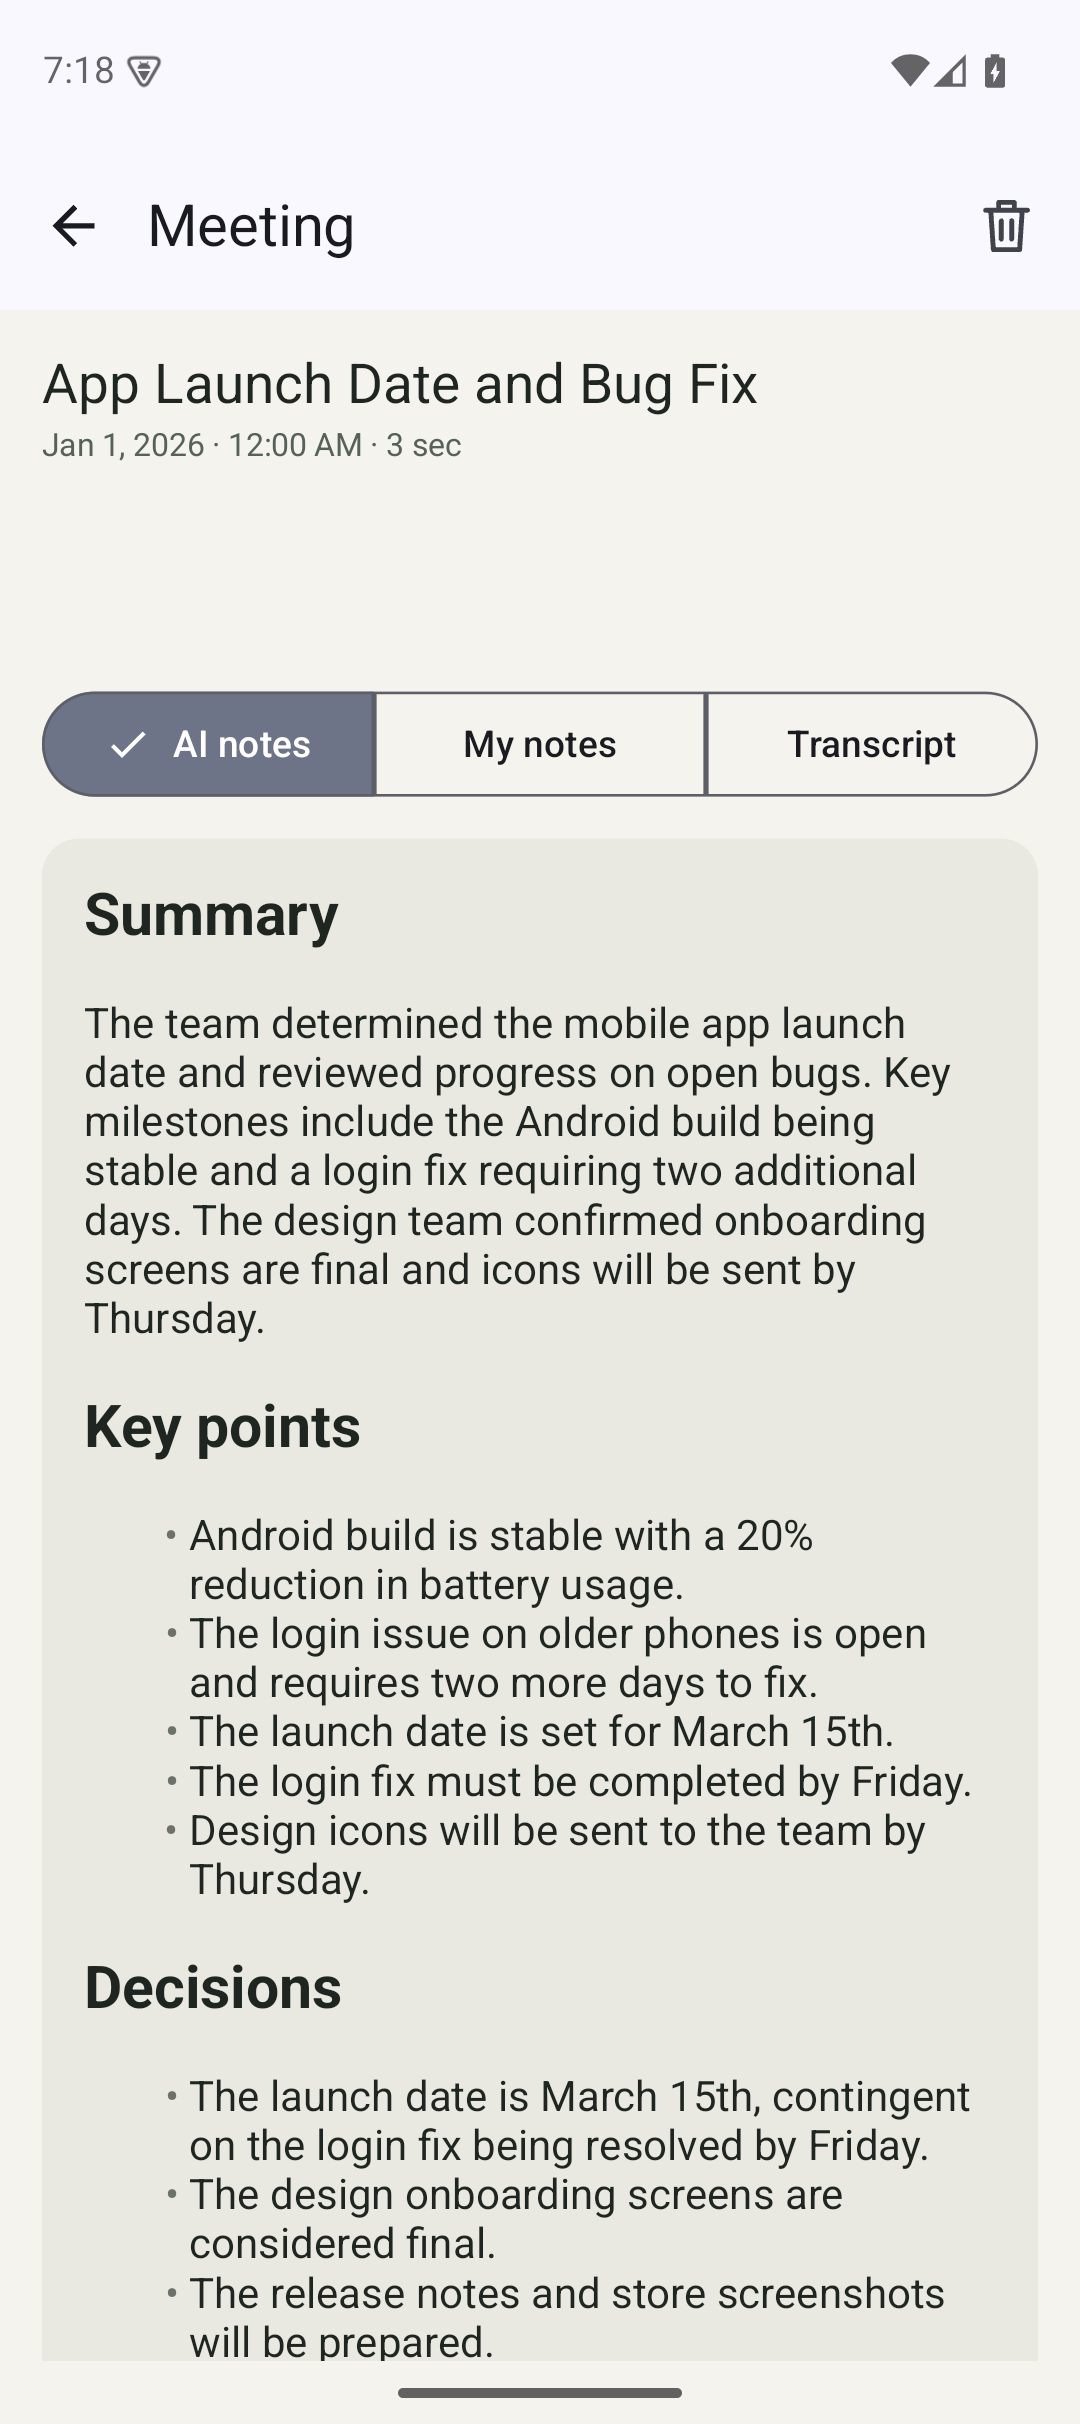 7:18
Meeting
App Launch Date and Bug Fix
Jan 1, 2026 · 12:00 AM · 3 sec
AI notes
My notes
Transcript
Summary
The team determined the mobile app launch
date and reviewed progress on open bugs. Key
milestones include the Android build being
stable and a login fix requiring two additional
days. The design team confirmed onboarding
screens are final and icons will be sent by
Thursday.
Key points
• Android build is stable with a 20%
reduction in battery usage.
• The login issue on older phones is open
and requires two more days to fix.
• The launch date is set for March 15th.
• The login fix must be completed by Friday.
• Design icons will be sent to the team by
Thursday.
Decisions
• The launch date is March 15th, contingent
on the login fix being resolved by Friday.
• The design onboarding screens are
considered final.
• The release notes and store screenshots
will be prepared.